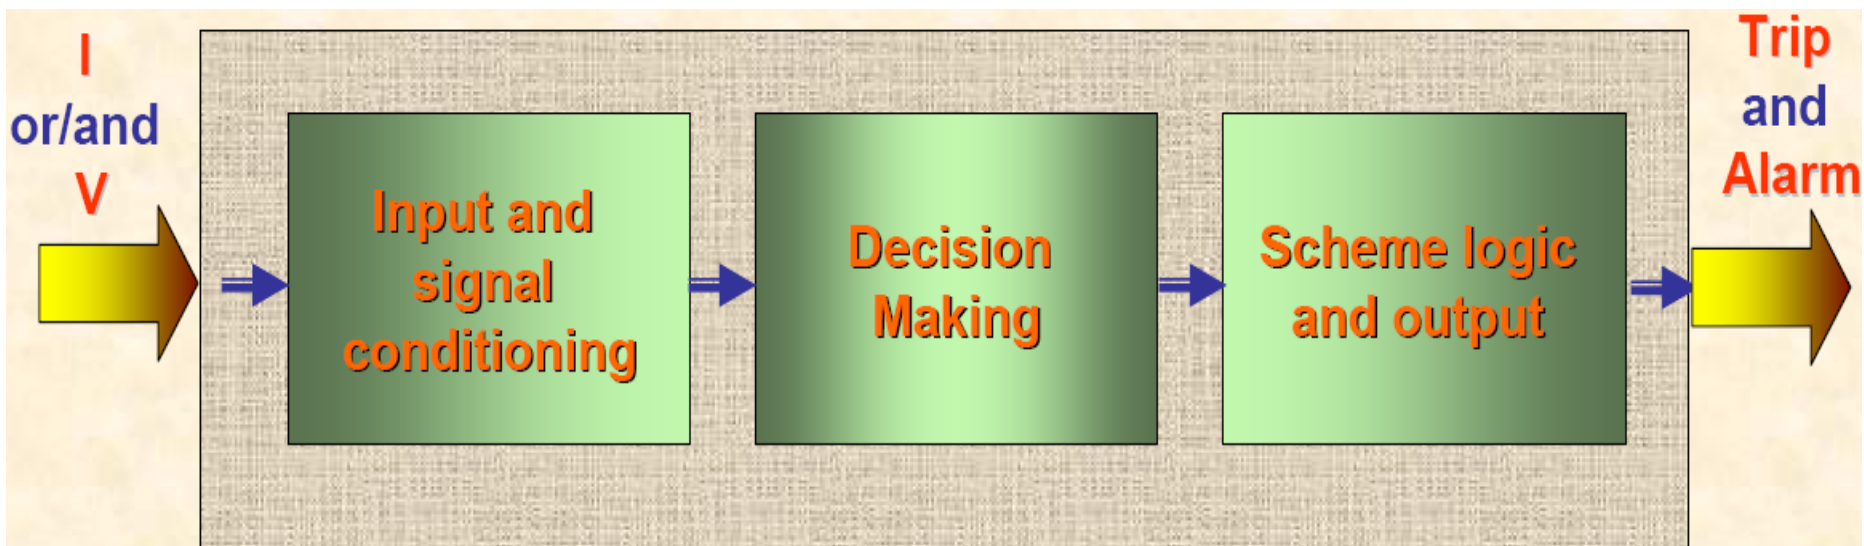 I
or/and
V
Input and
signal
conditioning
Decision
Making
Scheme logic
and output
Trip
and
Alarm